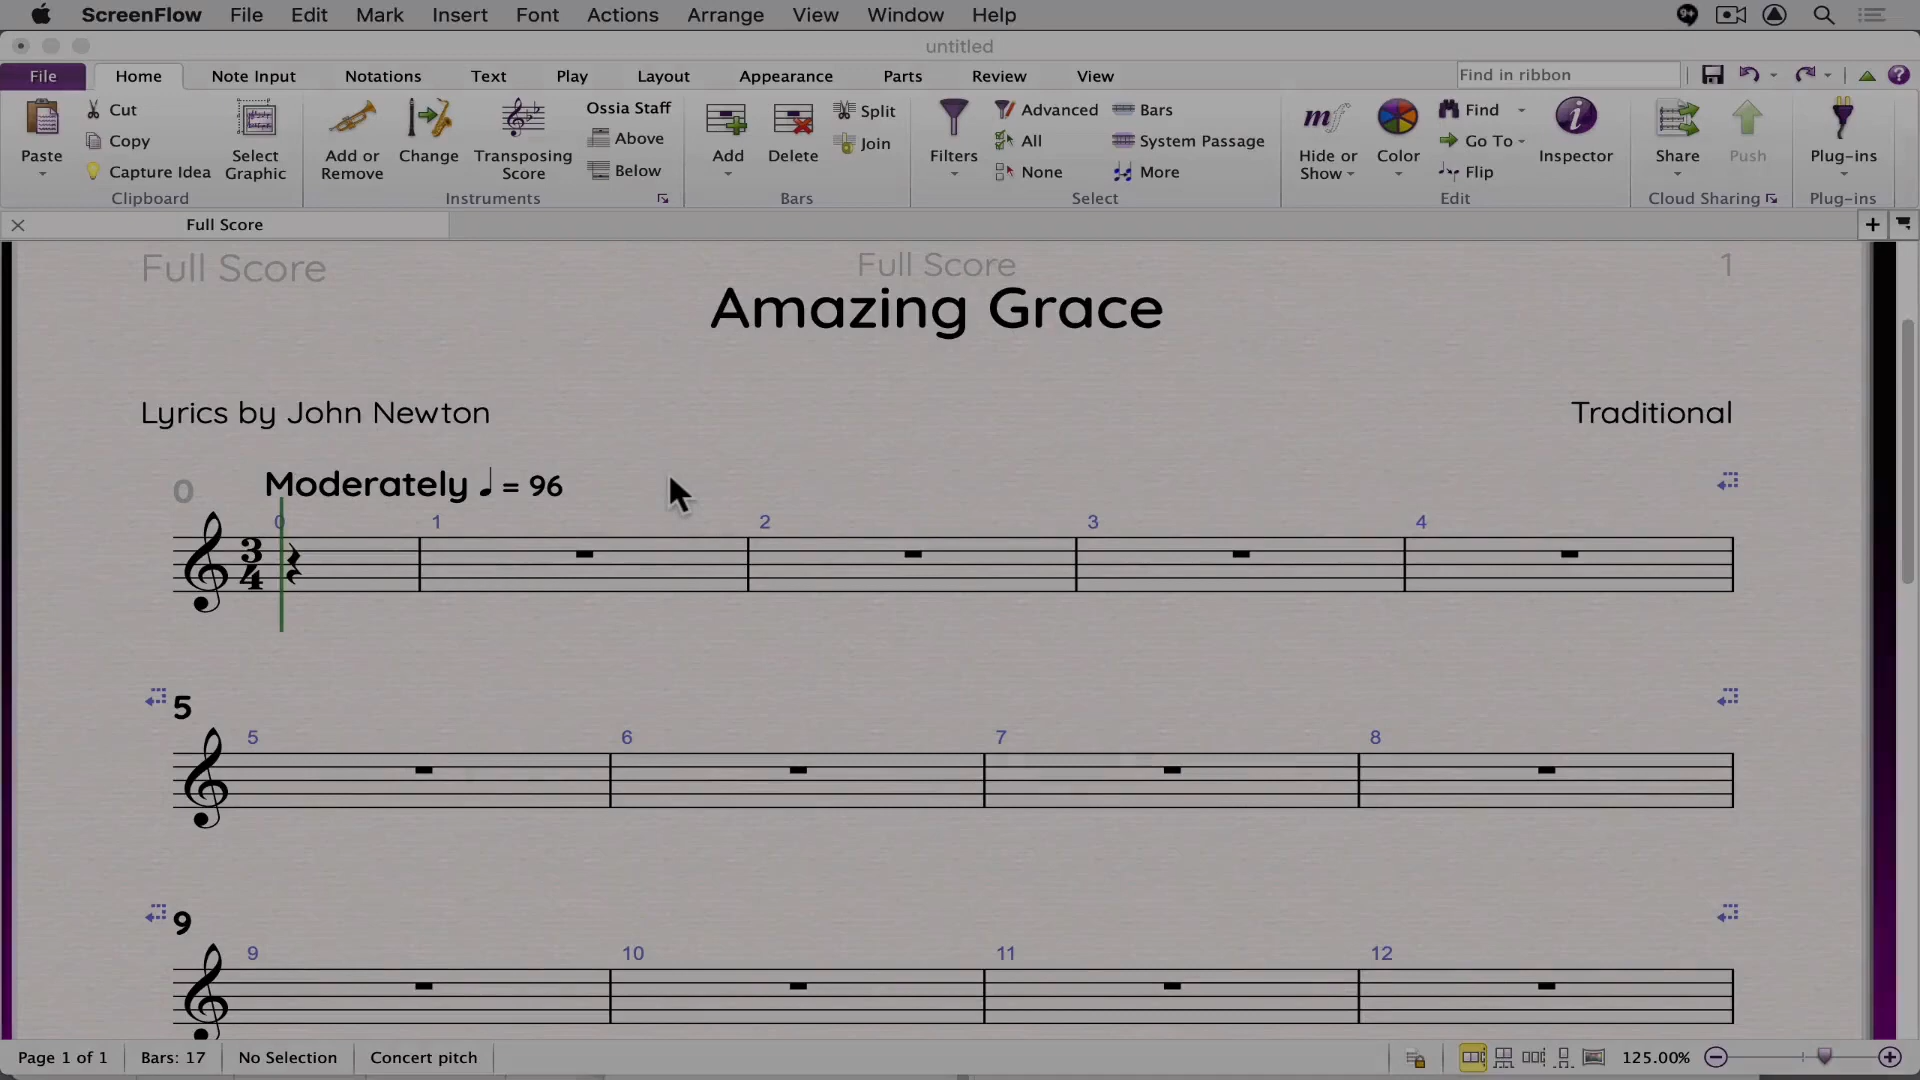 ScreenFlow File Edit Mark Insert Font Actions Arrange View Window Help 9+
untitled
File Home Note Input Notations Text Play Layout Appearance Parts Review View Find in ribbon ?
Cut Ossia Staff Split Advanced Bars Find
Copy Above Join All System Passage Go To
Capture Idea Below None More Flip
Paste Select Graphic Add or Remove Change Transposing Score Add Delete Filters Hide or Show Color Inspector Share Push Plug-ins
Clipboard Instruments Bars Select Edit Cloud Sharing Plug-ins
Full Score
Full Score Full Score 1
Amazing Grace
Lyrics by John Newton Traditional
0 Moderately ♩ = 96
0 1 2 3 4
3
4
5
5 6 7 8
9
9 10 11 12
Page 1 of 1 Bars: 17 No Selection Concert pitch 125.00%